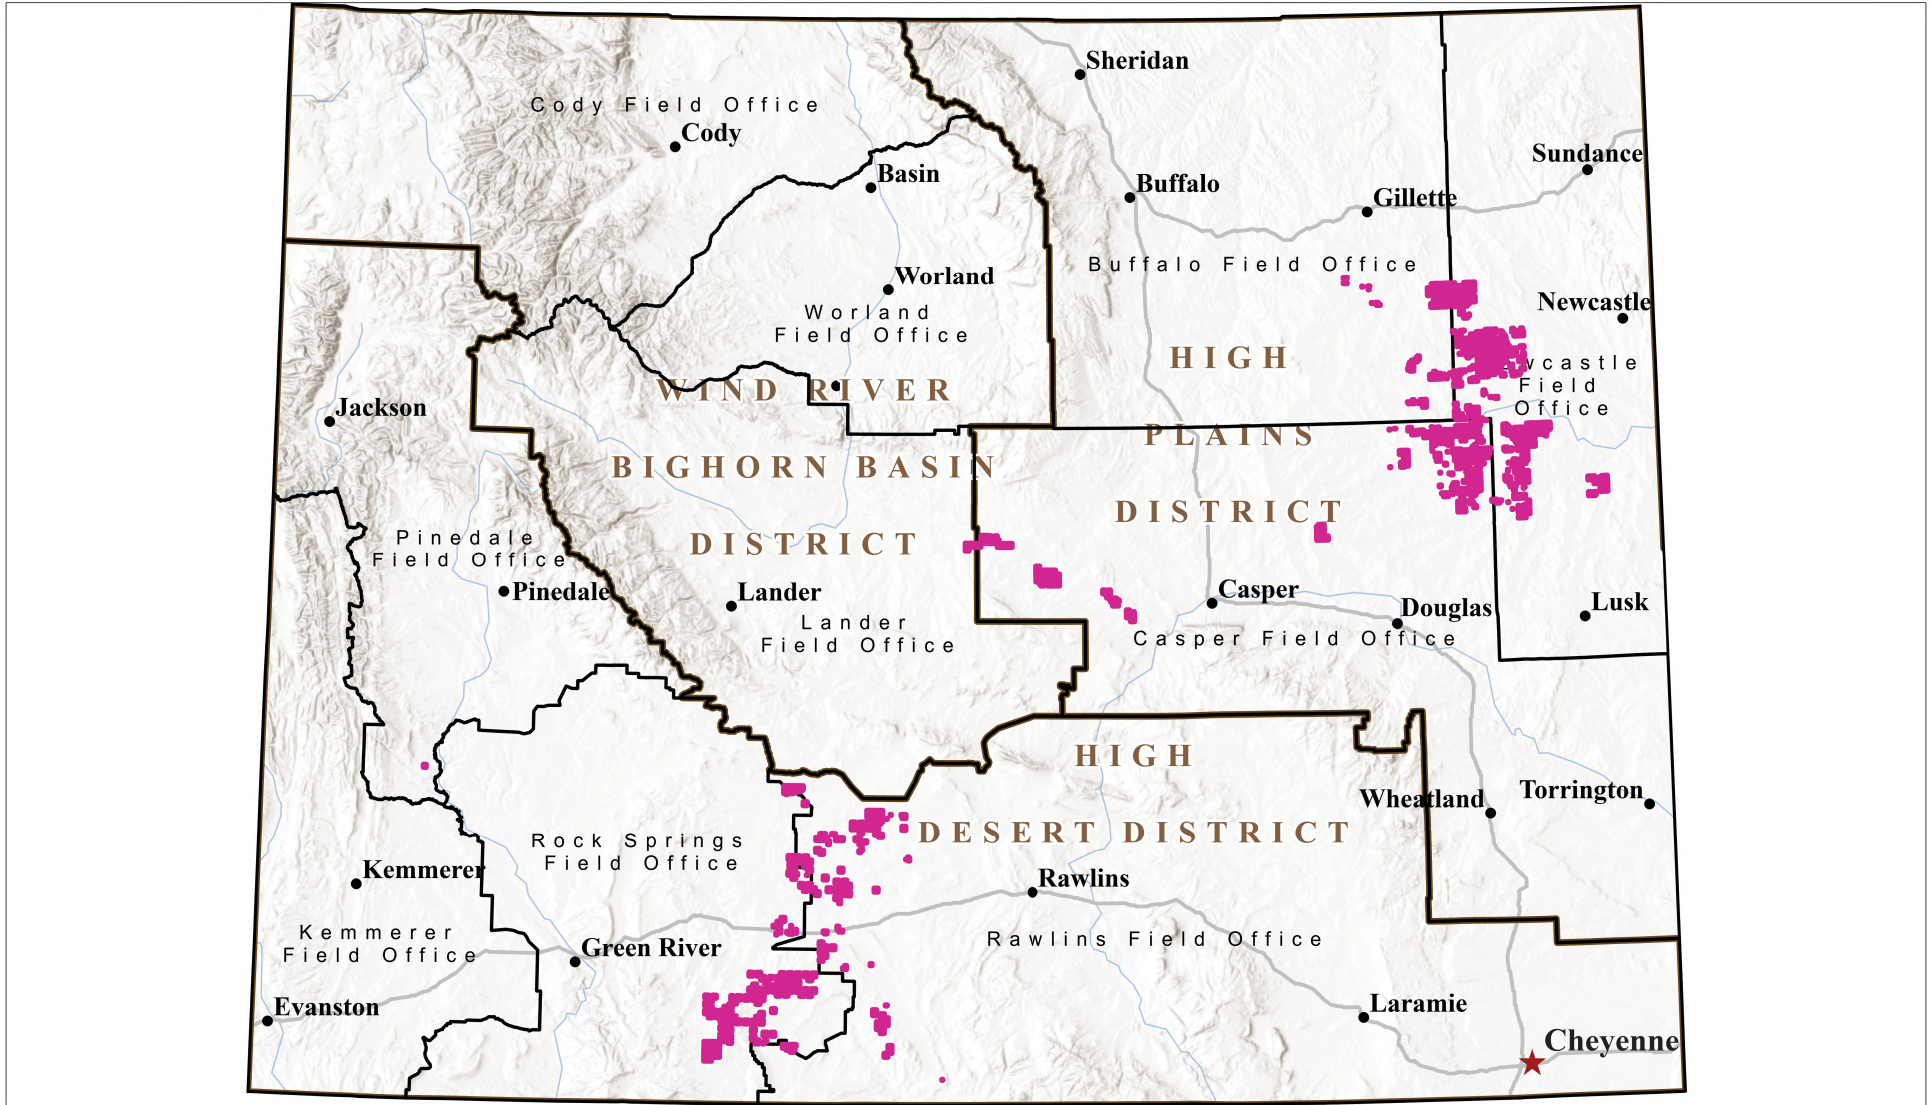 Sheridan
Cody Field Office
Cody
Sundance
Basin
Buffalo
Gillette
Buffalo Field Office
Worland
Newcastle
Worland
Field Office
HIGH
wcastle
Field
Office
WIND RIVER
Jackson
PLAINS
BIGHORN BASIN
DISTRICT
DISTRICT
Pinedale
Field Office
Pinedale
Lander
Casper
Douglas
Lusk
Lander
Field Office
Casper Field Office
HIGH
Wheatland
Torrington
DESERT DISTRICT
Rock Springs
Field Office
Kemmerer
Rawlins
Kemmerer
Field Office
Green River
Rawlins Field Office
Evanston
Laramie
Cheyenne